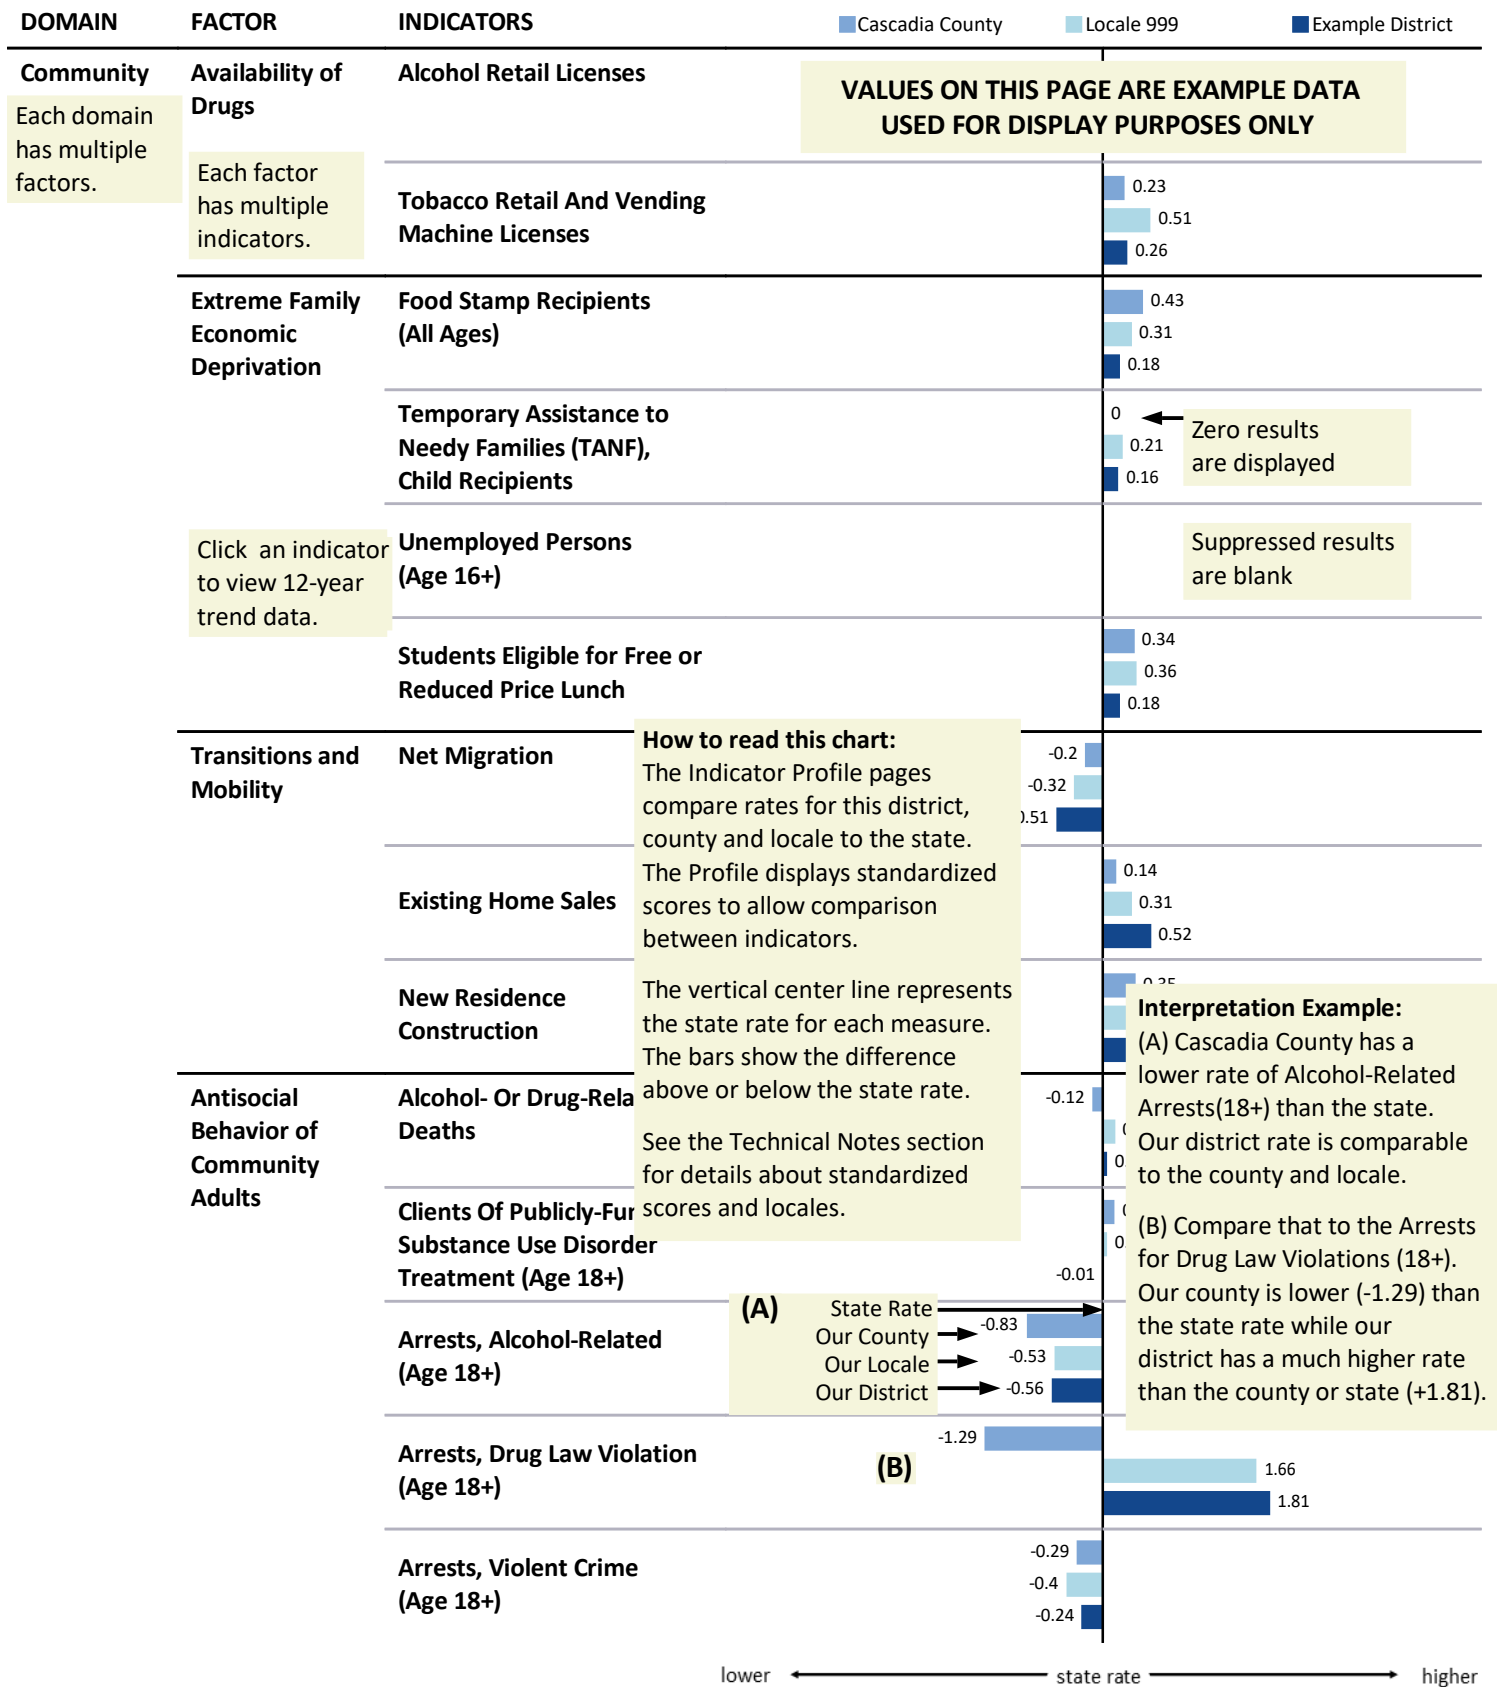 DOMAIN FACTOR INDICATORS Cascadia County Locale 999 Example District
Community
Each domain
has multiple
factors.
Availability of
Drugs
Each factor
has multiple
indicators.
Alcohol Retail Licenses
VALUES ON THIS PAGE ARE EXAMPLE DATA
USED FOR DISPLAY PURPOSES ONLY
Tobacco Retail And Vending
Machine Licenses
0.23
0.51
0.26
Extreme Family
Economic
Deprivation
Food Stamp Recipients
(All Ages)
0.43
0.31
0.18
Temporary Assistance to
Needy Families (TANF),
Child Recipients
0
0.21
0.16
Zero results
are displayed
Click an indicator
to view 12-year
trend data.
Unemployed Persons
(Age 16+)
Suppressed results
are blank
Students Eligible for Free or
Reduced Price Lunch
0.34
0.36
0.18
Transitions and
Mobility
Net Migration
-0.2
-0.32
0.51
How to read this chart:
The Indicator Profile pages
compare rates for this district,
county and locale to the state.
The Profile displays standardized
scores to allow comparison
between indicators.
The vertical center line represents
the state rate for each measure.
The bars show the difference
above or below the state rate.
See the Technical Notes section
for details about standardized
scores and locales.
Existing Home Sales
0.14
0.31
0.52
New Residence
Construction
0.35
Interpretation Example:
(A) Cascadia County has a
lower rate of Alcohol-Related
Arrests(18+) than the state.
Our district rate is comparable
to the county and locale.
(B) Compare that to the Arrests
for Drug Law Violations (18+).
Our county is lower (-1.29) than
the state rate while our
district has a much higher rate
than the county or state (+1.81).
Antisocial
Behavior of
Community
Adults
Alcohol- Or Drug-Rela
Deaths
-0.12
0.
Clients Of Publicly-Fun
Substance Use Disorder
Treatment (Age 18+)
0.
-0.01
Arrests, Alcohol-Related
(Age 18+)
(A) State Rate
Our County -0.83
Our Locale -0.53
Our District -0.56
Arrests, Drug Law Violation
(Age 18+)
-1.29
(B)
1.66
1.81
Arrests, Violent Crime
(Age 18+)
-0.29
-0.4
-0.24
lower state rate higher